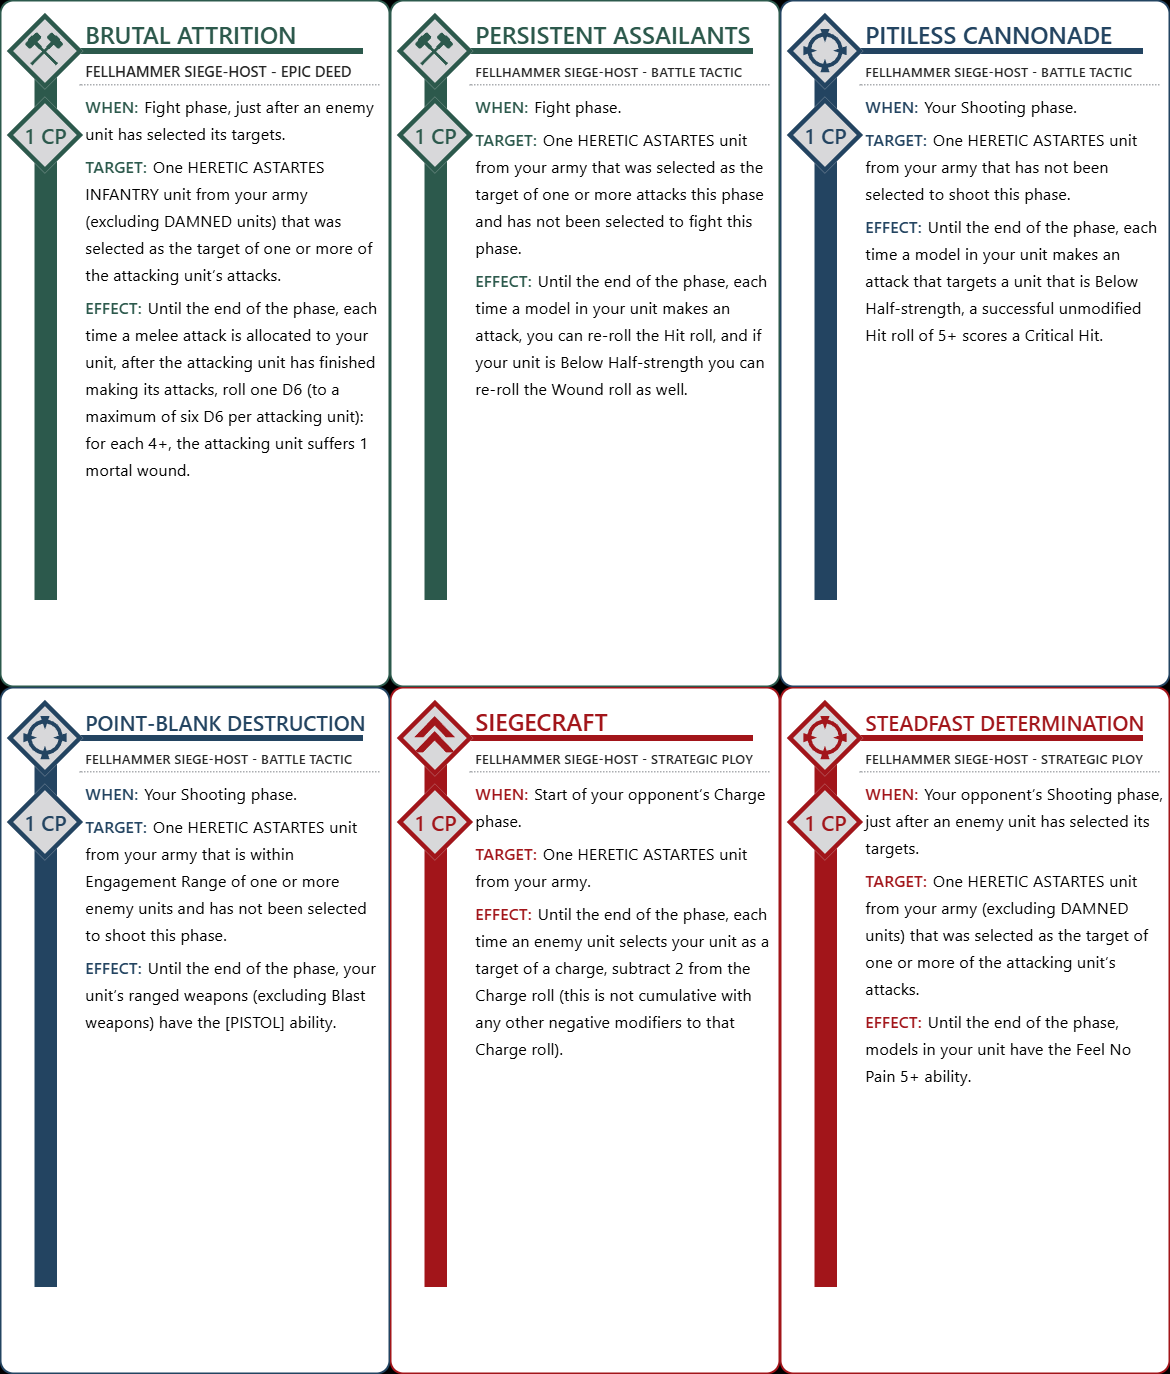 BRUTAL ATTRITION
FELLHAMMER SIEGE-HOST - EPIC DEED
1 CP
WHEN: Fight phase, just after an enemy
unit has selected its targets.
TARGET: One HERETIC ASTARTES
INFANTRY unit from your army
(excluding DAMNED units) that was
selected as the target of one or more of
the attacking unit’s attacks.
EFFECT: Until the end of the phase, each
time a melee attack is allocated to your
unit, after the attacking unit has finished
making its attacks, roll one D6 (to a
maximum of six D6 per attacking unit):
for each 4+, the attacking unit suffers 1
mortal wound.
PERSISTENT ASSAILANTS
FELLHAMMER SIEGE-HOST - BATTLE TACTIC
1 CP
WHEN: Fight phase.
TARGET: One HERETIC ASTARTES unit
from your army that was selected as the
target of one or more attacks this phase
and has not been selected to fight this
phase.
EFFECT: Until the end of the phase, each
time a model in your unit makes an
attack, you can re-roll the Hit roll, and if
your unit is Below Half-strength you can
re-roll the Wound roll as well.
PITILESS CANNONADE
FELLHAMMER SIEGE-HOST - BATTLE TACTIC
1 CP
WHEN: Your Shooting phase.
TARGET: One HERETIC ASTARTES unit
from your army that has not been
selected to shoot this phase.
EFFECT: Until the end of the phase, each
time a model in your unit makes an
attack that targets a unit that is Below
Half-strength, a successful unmodified
Hit roll of 5+ scores a Critical Hit.
POINT-BLANK DESTRUCTION
FELLHAMMER SIEGE-HOST - BATTLE TACTIC
1 CP
WHEN: Your Shooting phase.
TARGET: One HERETIC ASTARTES unit
from your army that is within
Engagement Range of one or more
enemy units and has not been selected
to shoot this phase.
EFFECT: Until the end of the phase, your
unit’s ranged weapons (excluding Blast
weapons) have the [PISTOL] ability.
SIEGECRAFT
FELLHAMMER SIEGE-HOST - STRATEGIC PLOY
1 CP
WHEN: Start of your opponent’s Charge
phase.
TARGET: One HERETIC ASTARTES unit
from your army.
EFFECT: Until the end of the phase, each
time an enemy unit selects your unit as a
target of a charge, subtract 2 from the
Charge roll (this is not cumulative with
any other negative modifiers to that
Charge roll).
STEADFAST DETERMINATION
FELLHAMMER SIEGE-HOST - STRATEGIC PLOY
1 CP
WHEN: Your opponent’s Shooting phase,
just after an enemy unit has selected its
targets.
TARGET: One HERETIC ASTARTES unit
from your army (excluding DAMNED
units) that was selected as the target of
one or more of the attacking unit’s
attacks.
EFFECT: Until the end of the phase,
models in your unit have the Feel No
Pain 5+ ability.